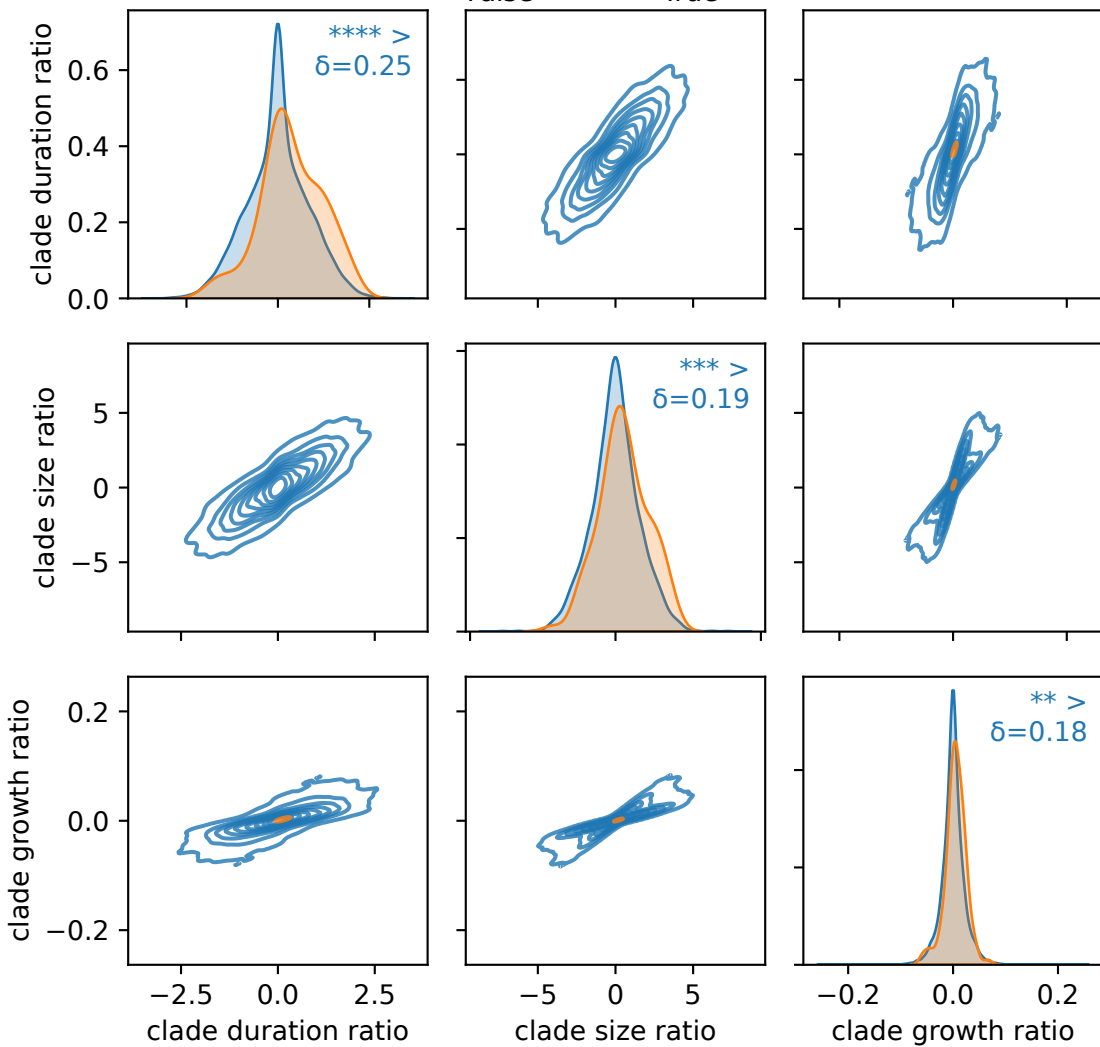 clade duration ratio
0.6
0.4
0.2
0.0
**** >
δ=0.25
clade size ratio
5
0
−5
*** >
δ=0.19
clade growth ratio
0.2
0.0
−0.2
** >
δ=0.18
−2.5 0.0 2.5
−5 0 5
−0.2 0.0 0.2
clade duration ratio
clade size ratio
clade growth ratio